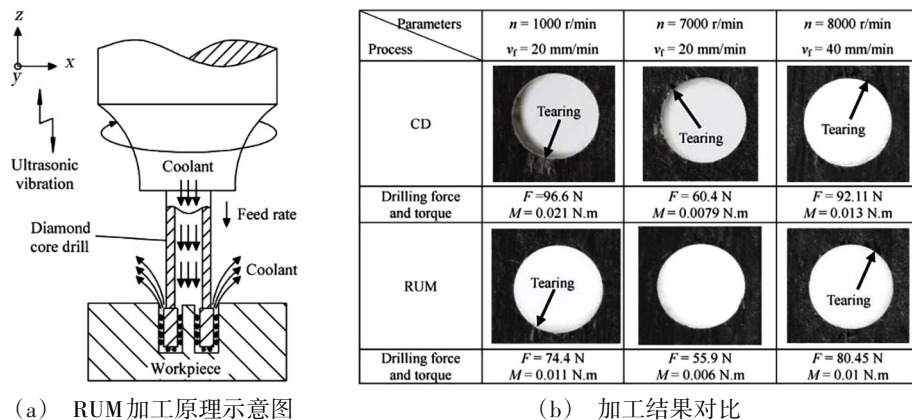 z
x
y
Ultrasonic
vibration
Coolant
Feed rate
Diamond
core drill
Coolant
Workpiece
(a) RUM加工原理示意图
Parameters
Process
n = 1000 r/min
vf = 20 mm/min
n = 7000 r/min
vf = 20 mm/min
n = 8000 r/min
vf = 40 mm/min
CD
Tearing
Tearing
Tearing
Drilling force
and torque
F =96.6 N
M = 0.021 N.m
F = 60.4 N
M = 0.0079 N.m
F = 92.11 N
M = 0.013 N.m
RUM
Tearing
Tearing
Drilling force
and torque
F = 74.4 N
M = 0.011 N.m
F = 55.9 N
M = 0.006 N.m
F = 80.45 N
M = 0.01 N.m
(b) 加工结果对比